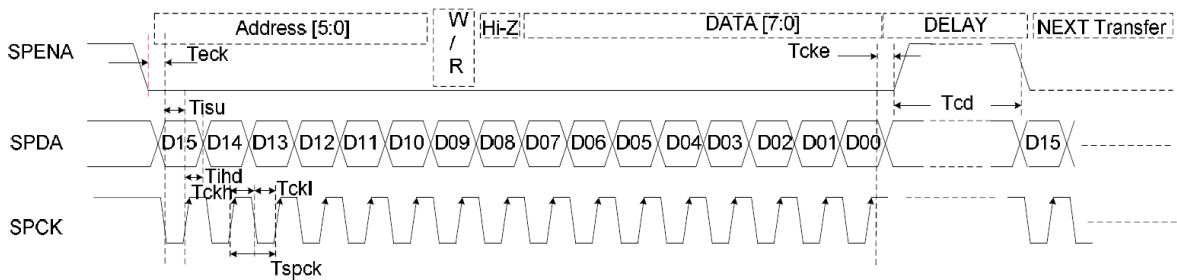 Address [5:0]
W
/
R
Hi-Z
DATA [7:0]
DELAY
NEXT Transfer
SPENA
Teck
Tcke
Tisu
Tcd
SPDA
D15
D14
D13
D12
D11
D10
D09
D08
D07
D06
D05
D04
D03
D02
D01
D00
D15
Tihd
Tckh
Tckl
SPCK
Tspck